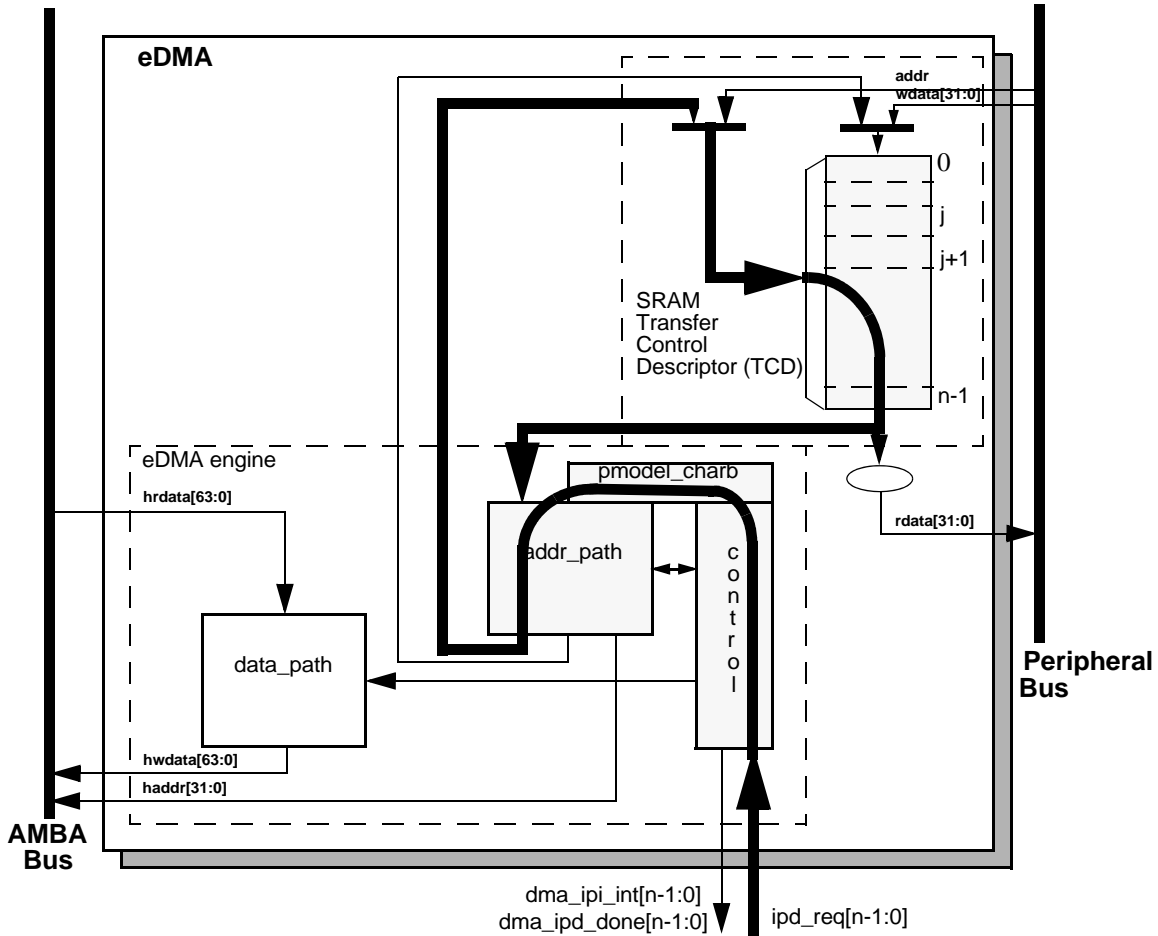 eDMA
addr
wdata[31:0]
0
j
j+1
n-1
SRAM
Transfer
Control
Descriptor (TCD)
eDMA engine
pmodel_charb
hrdata[63:0]
rdata[31:0]
addr_path
control
data_path
Peripheral
Bus
hwdata[63:0]
haddr[31:0]
AMBA
Bus
dma_ipi_int[n-1:0]
dma_ipd_done[n-1:0]
ipd_req[n-1:0]